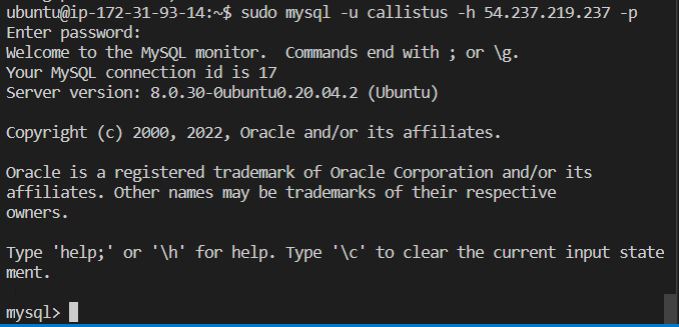 ubuntu@ip-172-31-93-14:~$ sudo mysql -u callistus -h 54.237.219.237 -p
Enter password:
Welcome to the MySQL monitor.  Commands end with ; or \g.
Your MySQL connection id is 17
Server version: 8.0.30-0ubuntu0.20.04.2 (Ubuntu)

Copyright (c) 2000, 2022, Oracle and/or its affiliates.

Oracle is a registered trademark of Oracle Corporation and/or its
affiliates. Other names may be trademarks of their respective
owners.

Type 'help;' or '\h' for help. Type '\c' to clear the current input state
ment.

mysql>